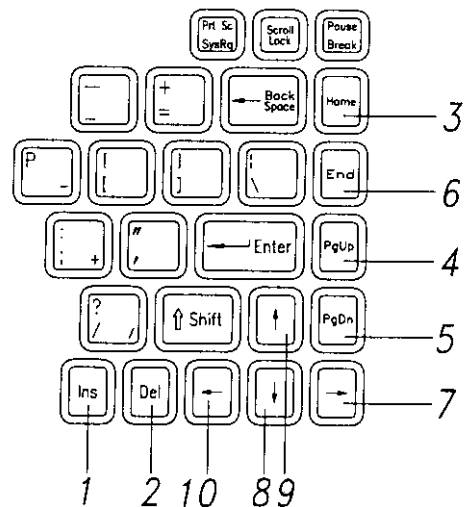 Prt Sc
SysRq
Scroll
Lock
Pause
Break
—
_
+
=
← Back
Space
Home
3
P
-
[
[
]
]
¦
\
End
6
:
; +
"
,
← Enter
PgUp
4
?
/ /
⇧ Shift
↑
PgDn
5
Ins
Del
←
↓
→
7
1
2
10
8
9